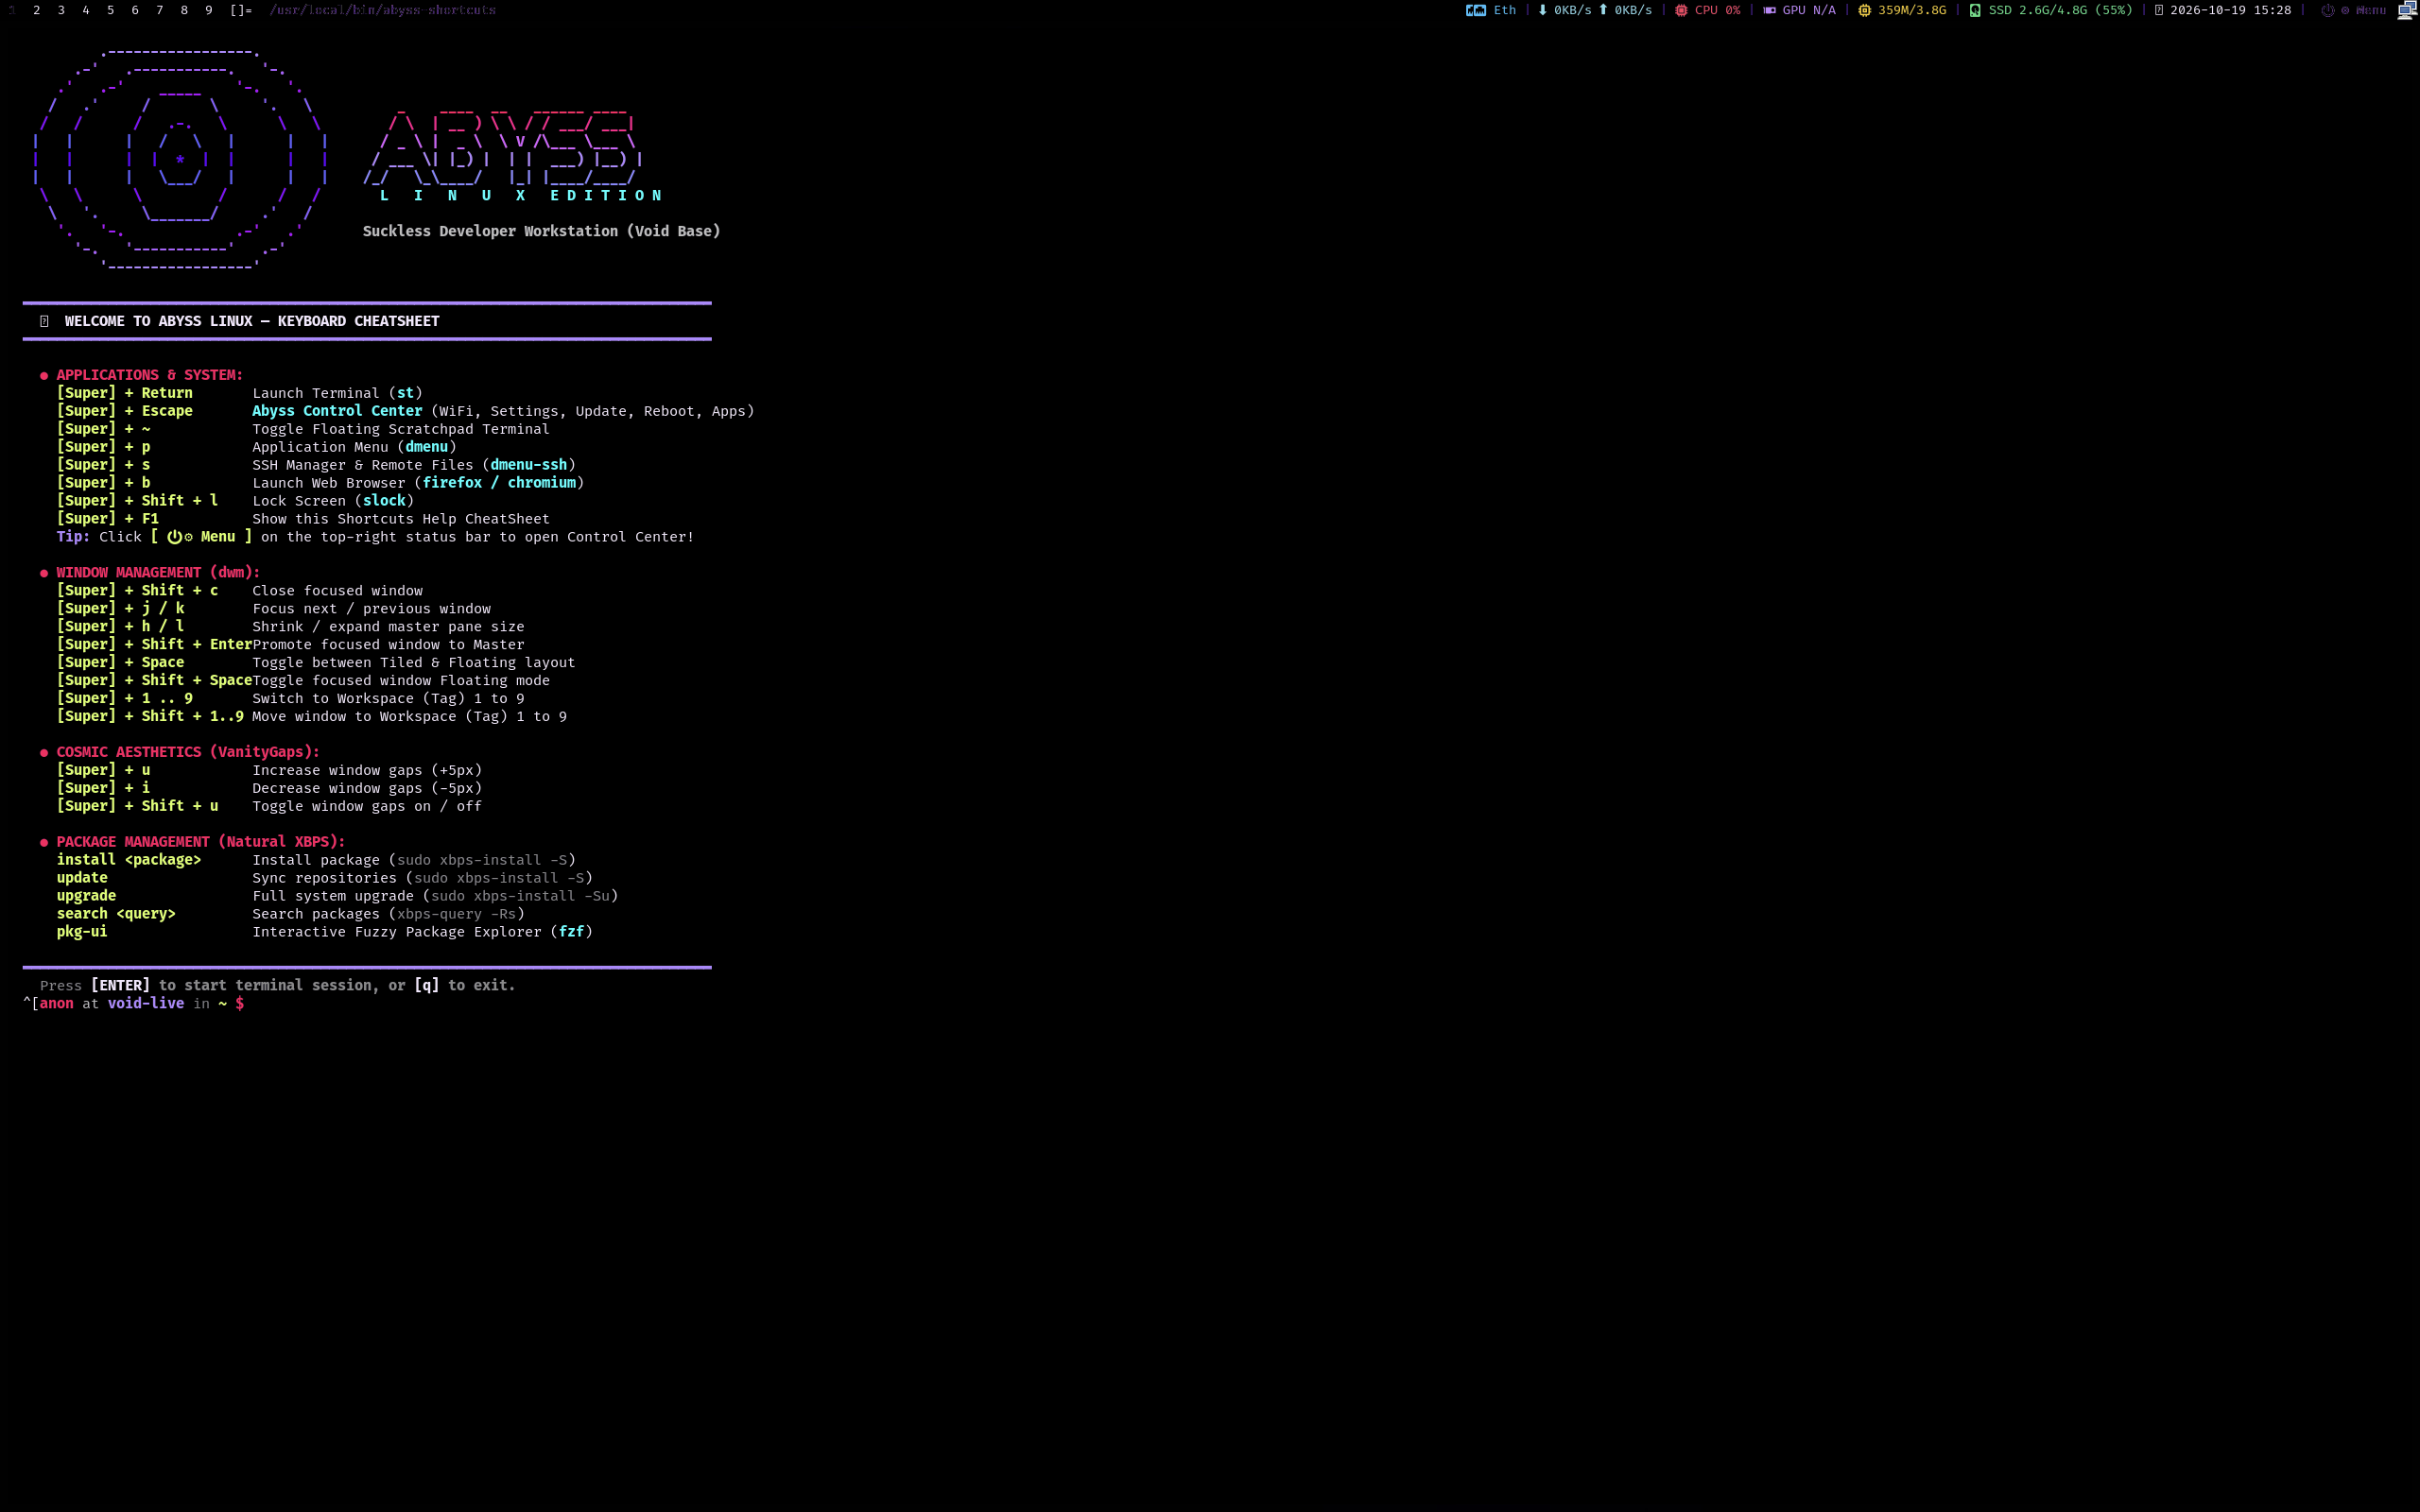 1 2 3 4 5 6 7 8 9 []= /usr/local/bin/abyss-shortcuts Eth | 0KB/s 0KB/s | CPU 0% | GPU N/A | 359M/3.8G | SSD 2.6G/4.8G (55%) | 2026-10-19 15:28 | Menu
ABYSS
L I N U X EDITION
Suckless Developer Workstation (Void Base)
WELCOME TO ABYSS LINUX — KEYBOARD CHEATSHEET
● APPLICATIONS & SYSTEM:
[Super] + Return Launch Terminal (st)
[Super] + Escape Abyss Control Center (WiFi, Settings, Update, Reboot, Apps)
[Super] + ~ Toggle Floating Scratchpad Terminal
[Super] + p Application Menu (dmenu)
[Super] + s SSH Manager & Remote Files (dmenu-ssh)
[Super] + b Launch Web Browser (firefox / chromium)
[Super] + Shift + l Lock Screen (slock)
[Super] + F1 Show this Shortcuts Help CheatSheet
Tip: Click [ ⏻⚙ Menu ] on the top-right status bar to open Control Center!
● WINDOW MANAGEMENT (dwm):
[Super] + Shift + c Close focused window
[Super] + j / k Focus next / previous window
[Super] + h / l Shrink / expand master pane size
[Super] + Shift + EnterPromote focused window to Master
[Super] + Space Toggle between Tiled & Floating layout
[Super] + Shift + SpaceToggle focused window Floating mode
[Super] + 1 .. 9 Switch to Workspace (Tag) 1 to 9
[Super] + Shift + 1..9 Move window to Workspace (Tag) 1 to 9
● COSMIC AESTHETICS (VanityGaps):
[Super] + u Increase window gaps (+5px)
[Super] + i Decrease window gaps (-5px)
[Super] + Shift + u Toggle window gaps on / off
● PACKAGE MANAGEMENT (Natural XBPS):
install <package> Install package (sudo xbps-install -S)
update Sync repositories (sudo xbps-install -S)
upgrade Full system upgrade (sudo xbps-install -Su)
search <query> Search packages (xbps-query -Rs)
pkg-ui Interactive Fuzzy Package Explorer (fzf)
Press [ENTER] to start terminal session, or [q] to exit.
^[anon at void-live in ~ $